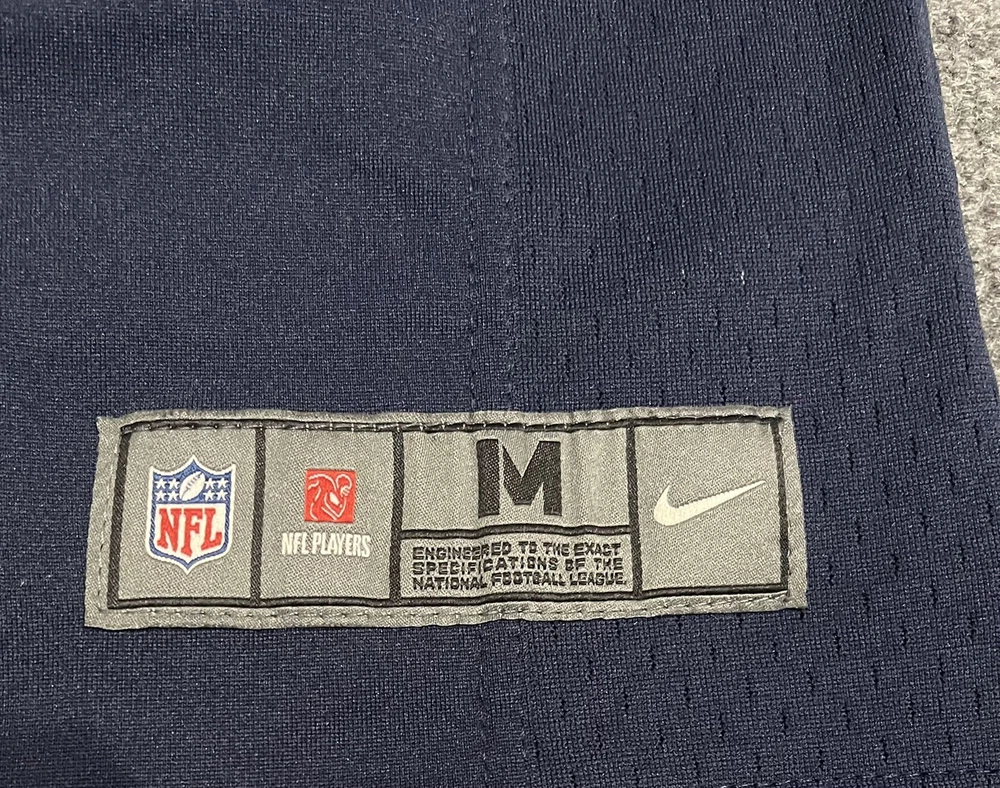 NFL
NFL PLAYERS
M
ENGINEERED TO THE EXACT
SPECIFICATIONS OF THE
NATIONAL FOOTBALL LEAGUE.